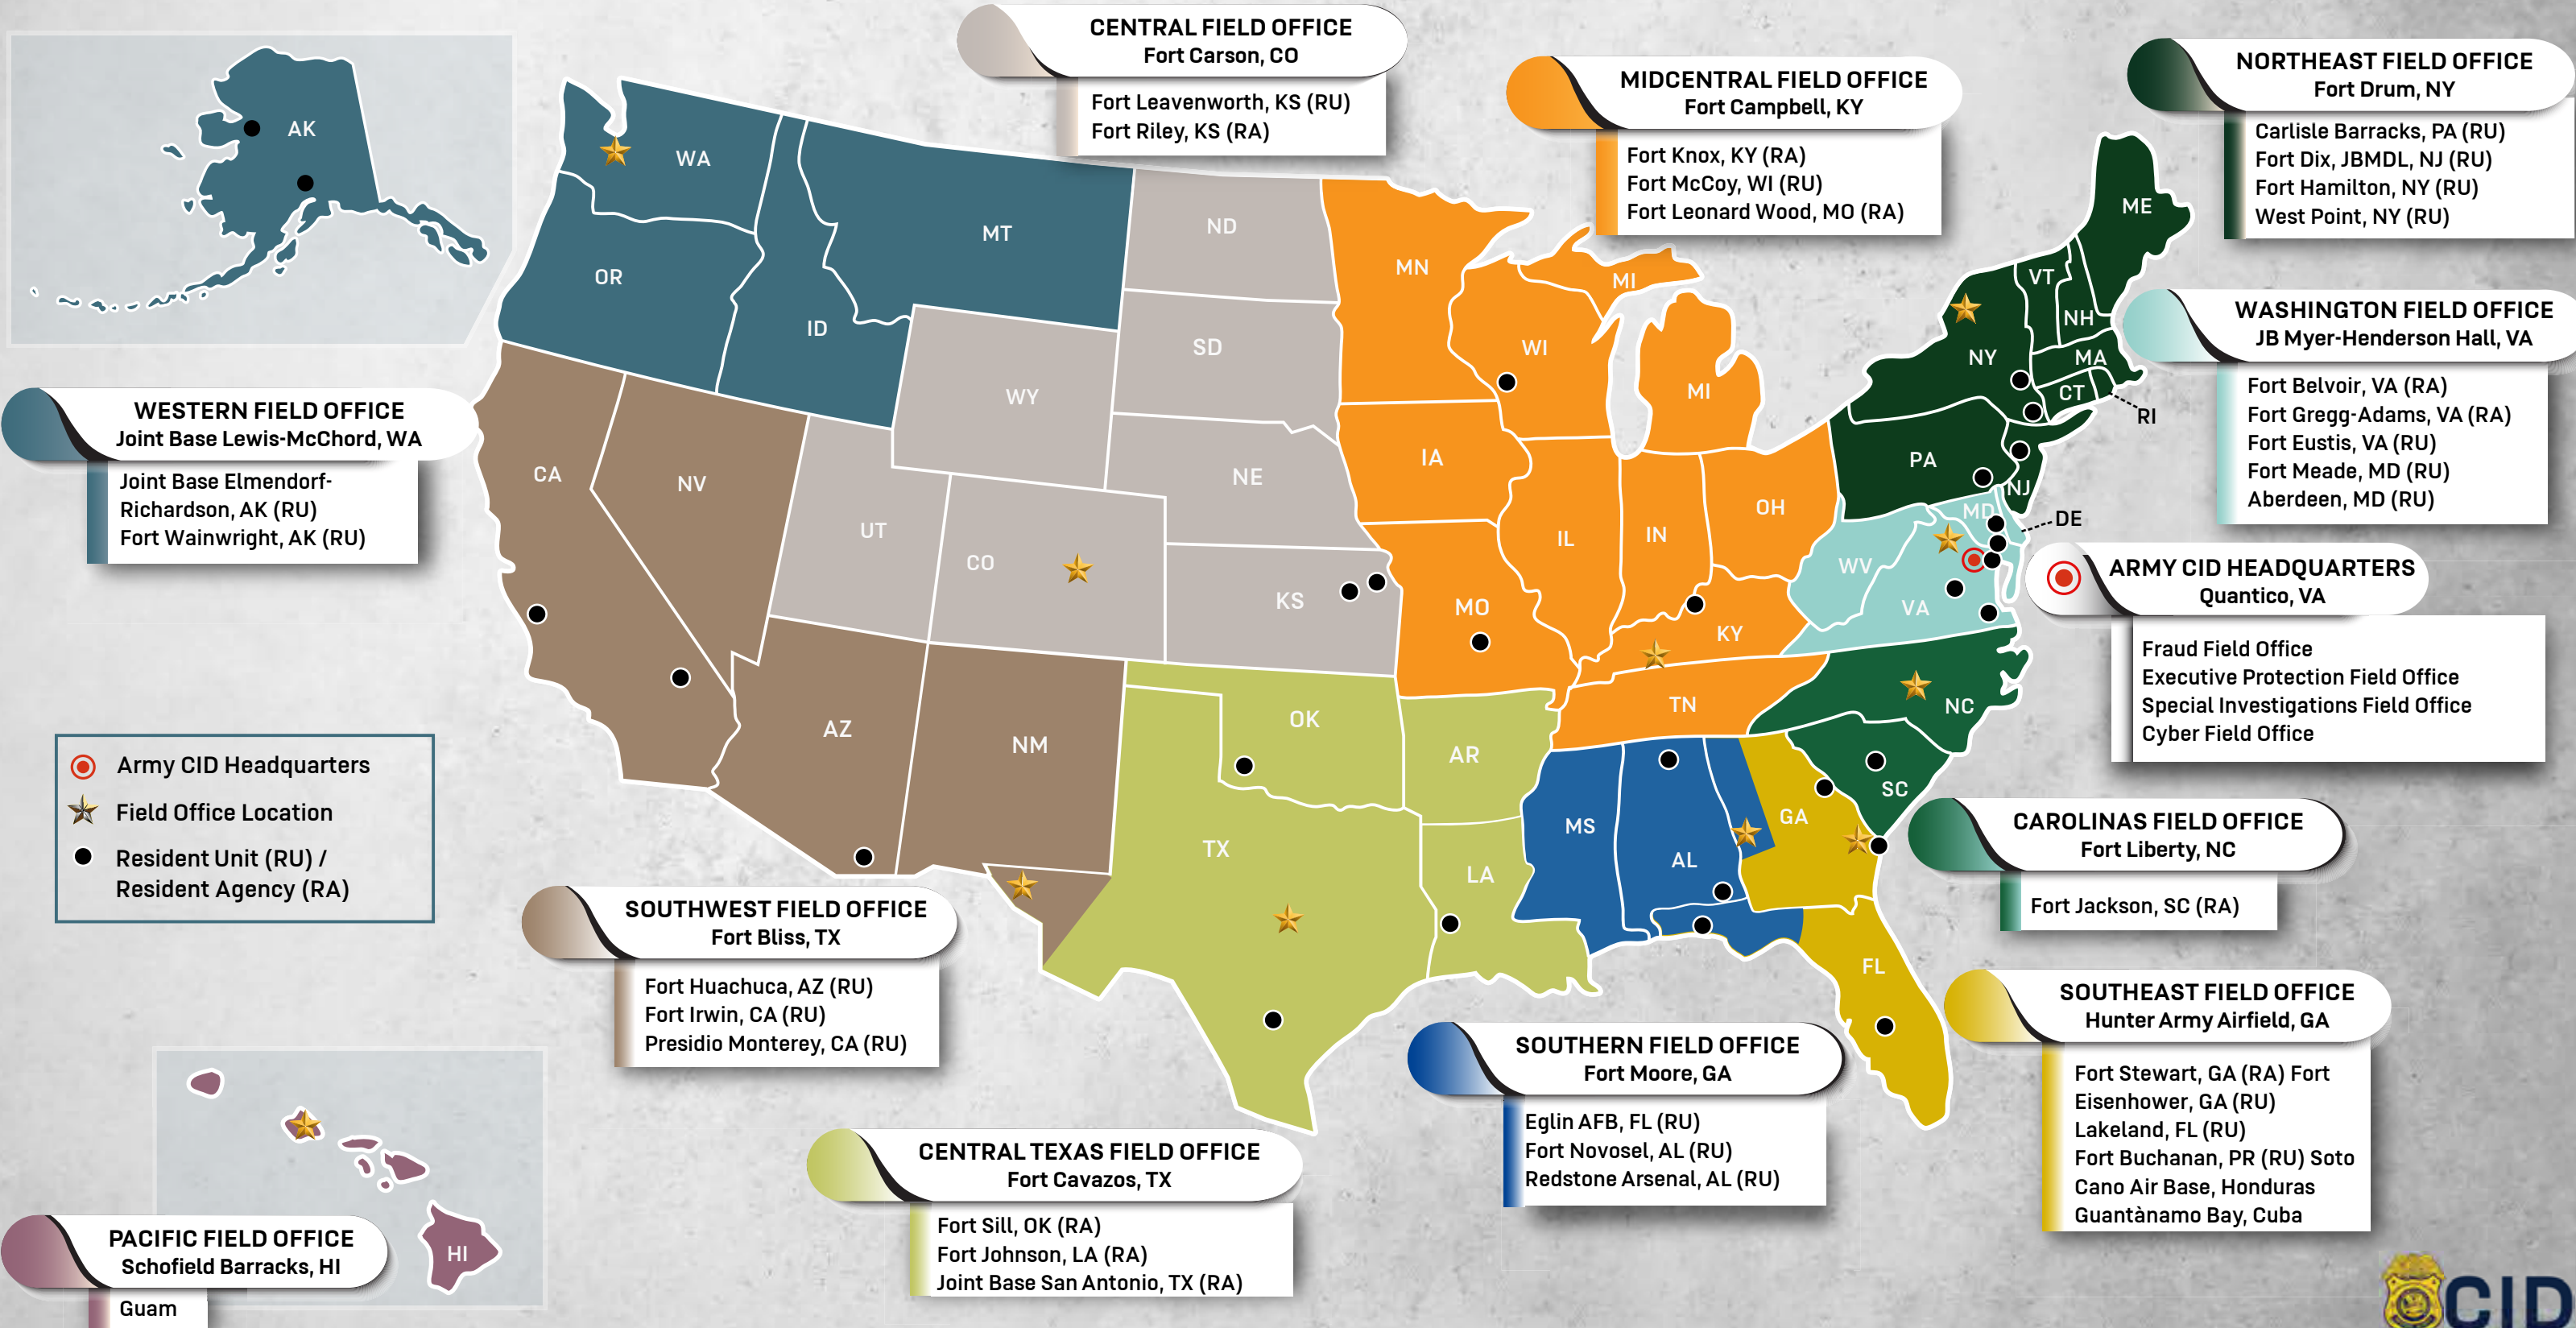 CENTRAL FIELD OFFICE
Fort Carson, CO
Fort Leavenworth, KS (RU)
Fort Riley, KS (RA)
MIDCENTRAL FIELD OFFICE
Fort Campbell, KY
Fort Knox, KY (RA)
Fort McCoy, WI (RU)
Fort Leonard Wood, MO (RA)
NORTHEAST FIELD OFFICE
Fort Drum, NY
Carlisle Barracks, PA (RU)
Fort Dix, JBMDL, NJ (RU)
Fort Hamilton, NY (RU)
West Point, NY (RU)
WASHINGTON FIELD OFFICE
JB Myer-Henderson Hall, VA
Fort Belvoir, VA (RA)
Fort Gregg-Adams, VA (RA)
Fort Eustis, VA (RU)
Fort Meade, MD (RU)
Aberdeen, MD (RU)
ARMY CID HEADQUARTERS
Quantico, VA
Fraud Field Office
Executive Protection Field Office
Special Investigations Field Office
Cyber Field Office
CAROLINAS FIELD OFFICE
Fort Liberty, NC
Fort Jackson, SC (RA)
SOUTHEAST FIELD OFFICE
Hunter Army Airfield, GA
Fort Stewart, GA (RA) Fort
Eisenhower, GA (RU)
Lakeland, FL (RU)
Fort Buchanan, PR (RU) Soto
Cano Air Base, Honduras
Guantànamo Bay, Cuba
SOUTHERN FIELD OFFICE
Fort Moore, GA
Eglin AFB, FL (RU)
Fort Novosel, AL (RU)
Redstone Arsenal, AL (RU)
CENTRAL TEXAS FIELD OFFICE
Fort Cavazos, TX
Fort Sill, OK (RA)
Fort Johnson, LA (RA)
Joint Base San Antonio, TX (RA)
SOUTHWEST FIELD OFFICE
Fort Bliss, TX
Fort Huachuca, AZ (RU)
Fort Irwin, CA (RU)
Presidio Monterey, CA (RU)
WESTERN FIELD OFFICE
Joint Base Lewis-McChord, WA
Joint Base Elmendorf-
Richardson, AK (RU)
Fort Wainwright, AK (RU)
Army CID Headquarters
Field Office Location
Resident Unit (RU) /
Resident Agency (RA)
PACIFIC FIELD OFFICE
Schofield Barracks, HI
Guam
AK
WA
OR
ID
MT
ND
SD
WY
NE
CA
NV
UT
CO
KS
AZ
NM
TX
OK
AR
LA
MN
WI
MI
MI
IA
IL
IN
OH
MO
KY
TN
MS
AL
GA
FL
SC
NC
VA
WV
MD
DE
PA
NJ
NY
CT
RI
MA
VT
NH
ME
HI
CID